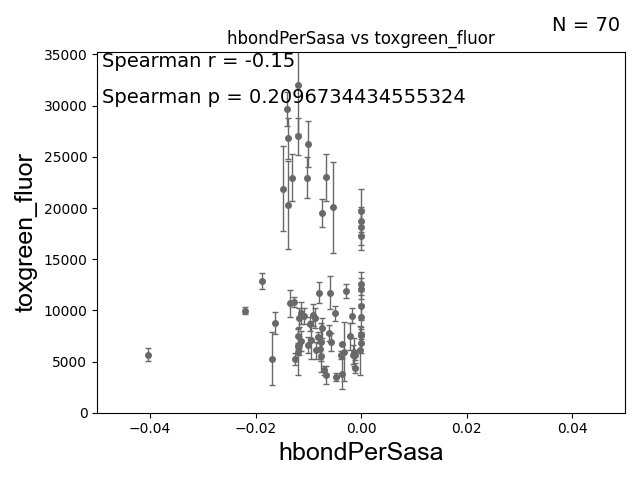 N = 70
hbondPerSasa vs toxgreen_fluor
Spearman r = -0.15
Spearman p = 0.2096734434555324
toxgreen_fluor
35000
30000
25000
20000
15000
10000
5000
0
−0.04 −0.02 0.00 0.02 0.04
hbondPerSasa